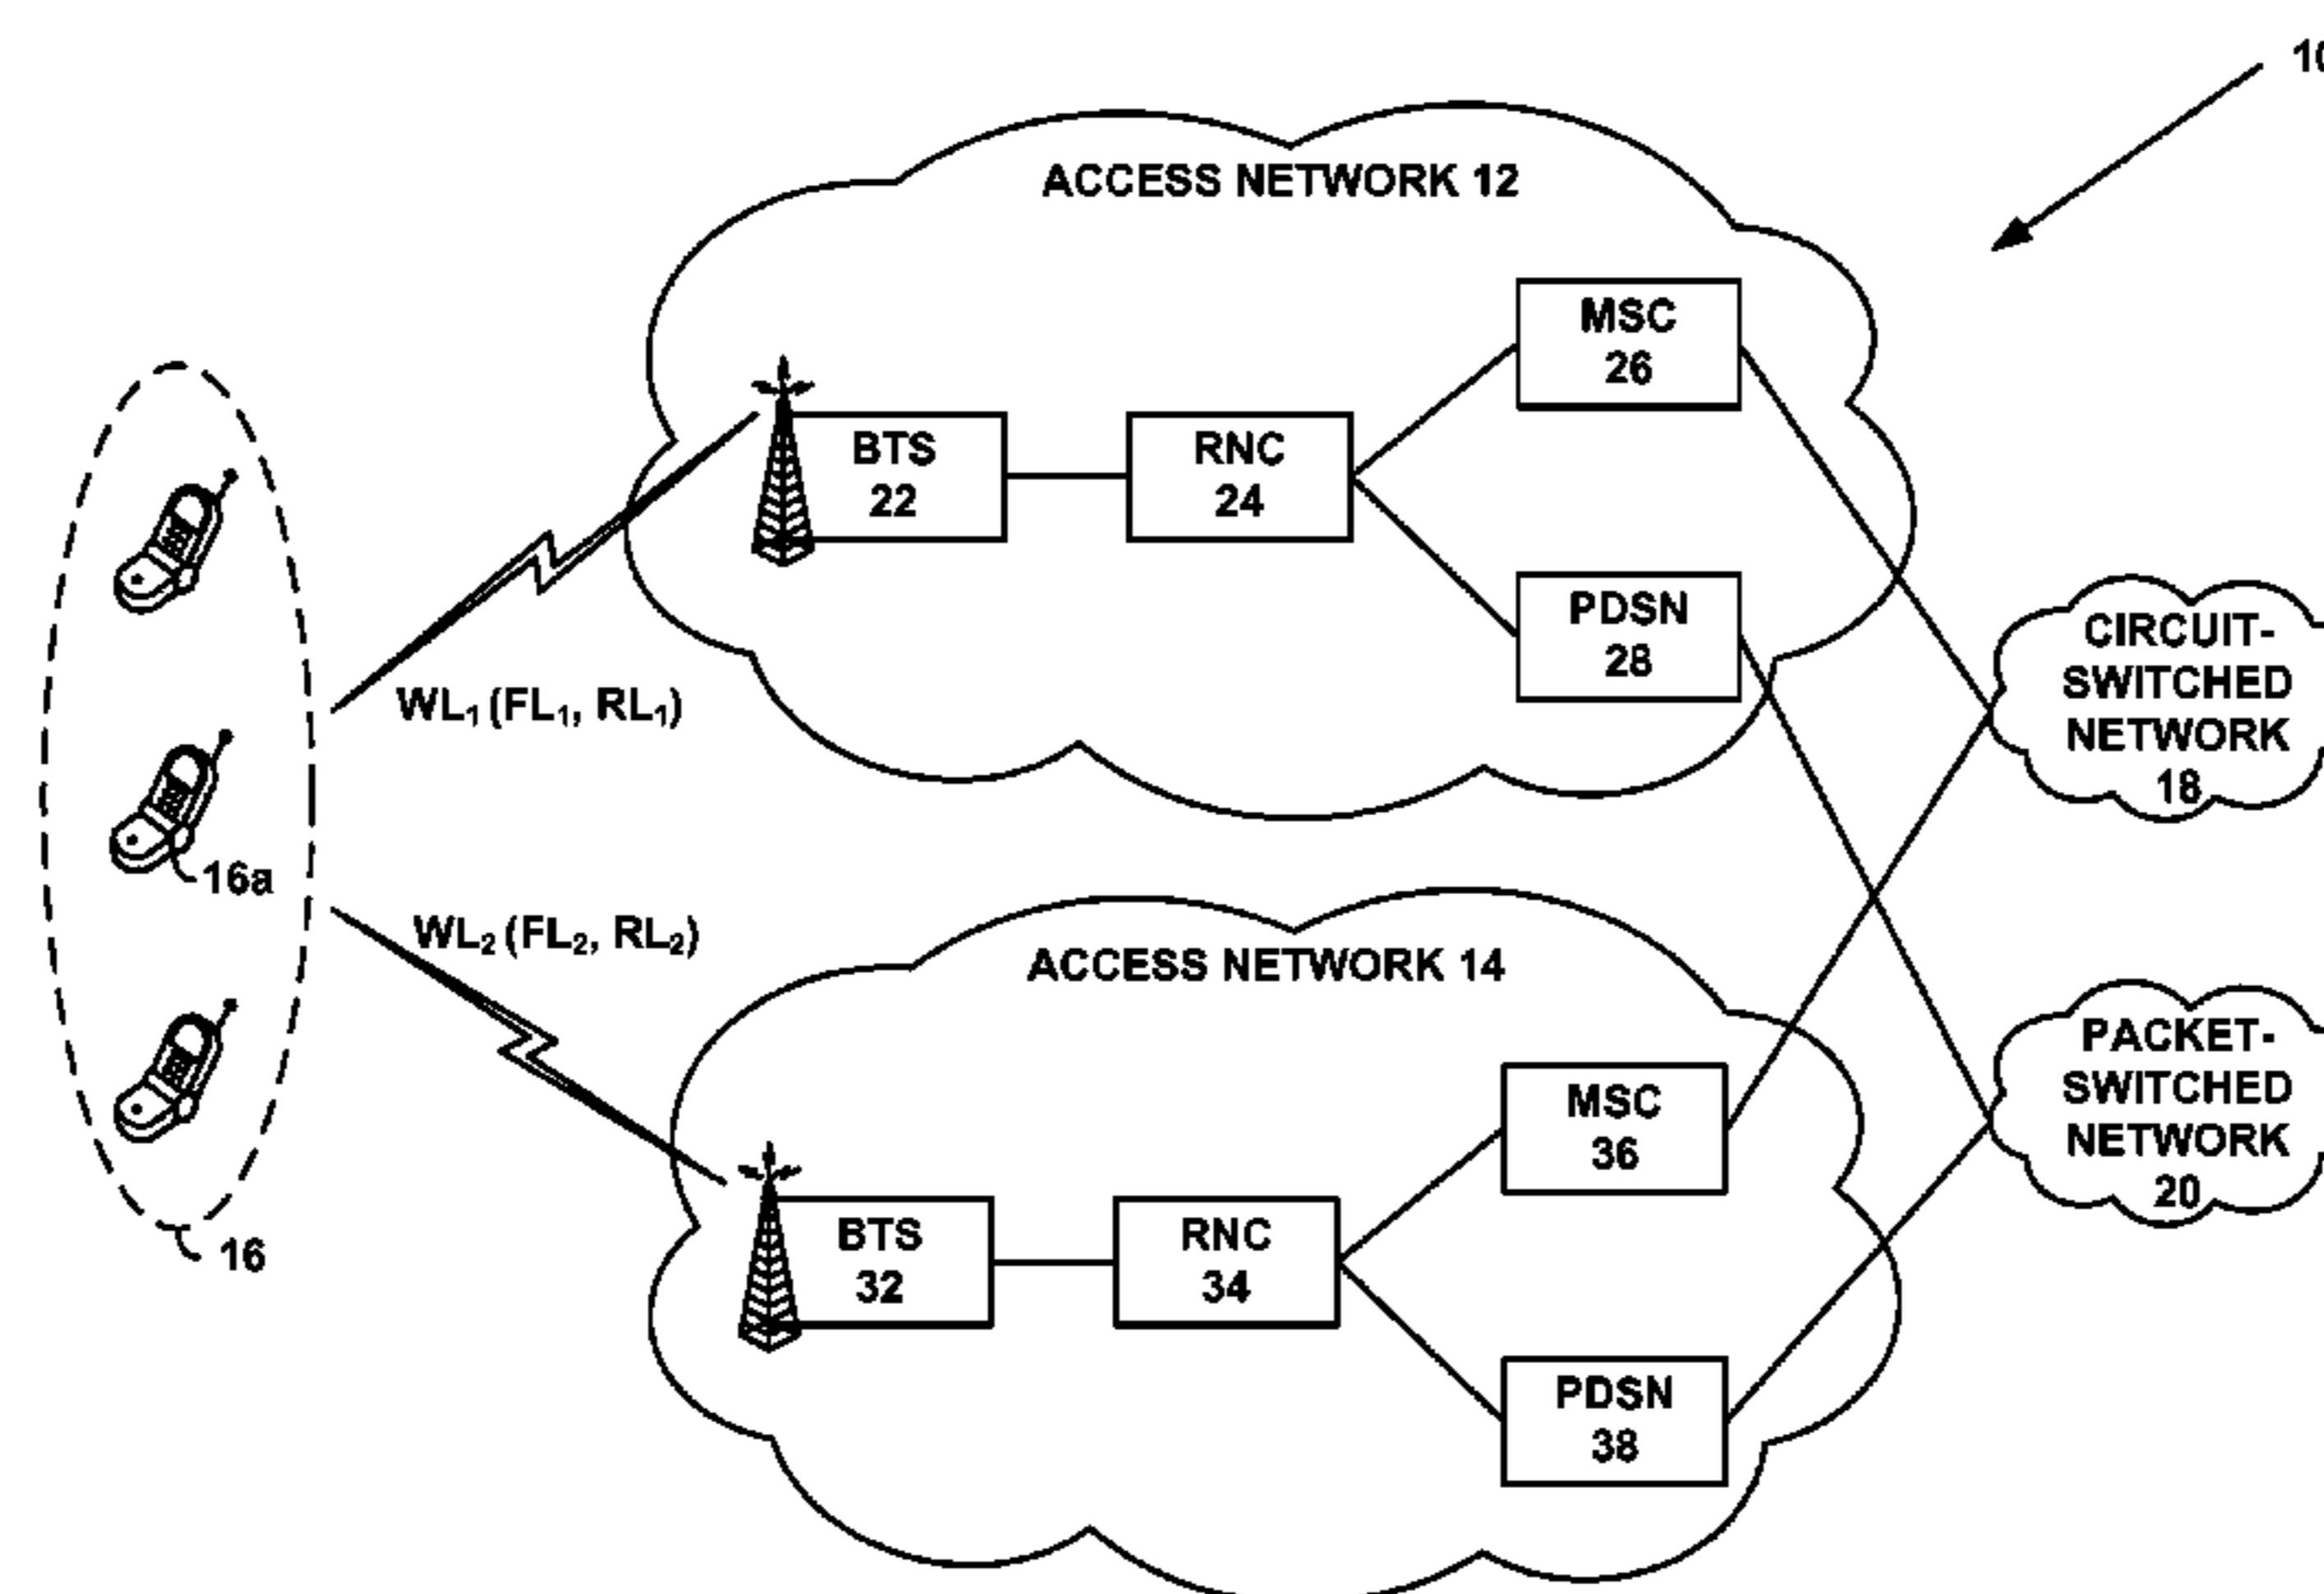 10
ACCESS NETWORK 12
MSC
26
BTS
22
RNC
24
PDSN
28
CIRCUIT-
SWITCHED
NETWORK
18
WL₁ (FL₁, RL₁)
16a
WL₂ (FL₂, RL₂)
ACCESS NETWORK 14
MSC
36
PACKET-
SWITCHED
NETWORK
20
BTS
32
RNC
34
16
PDSN
38